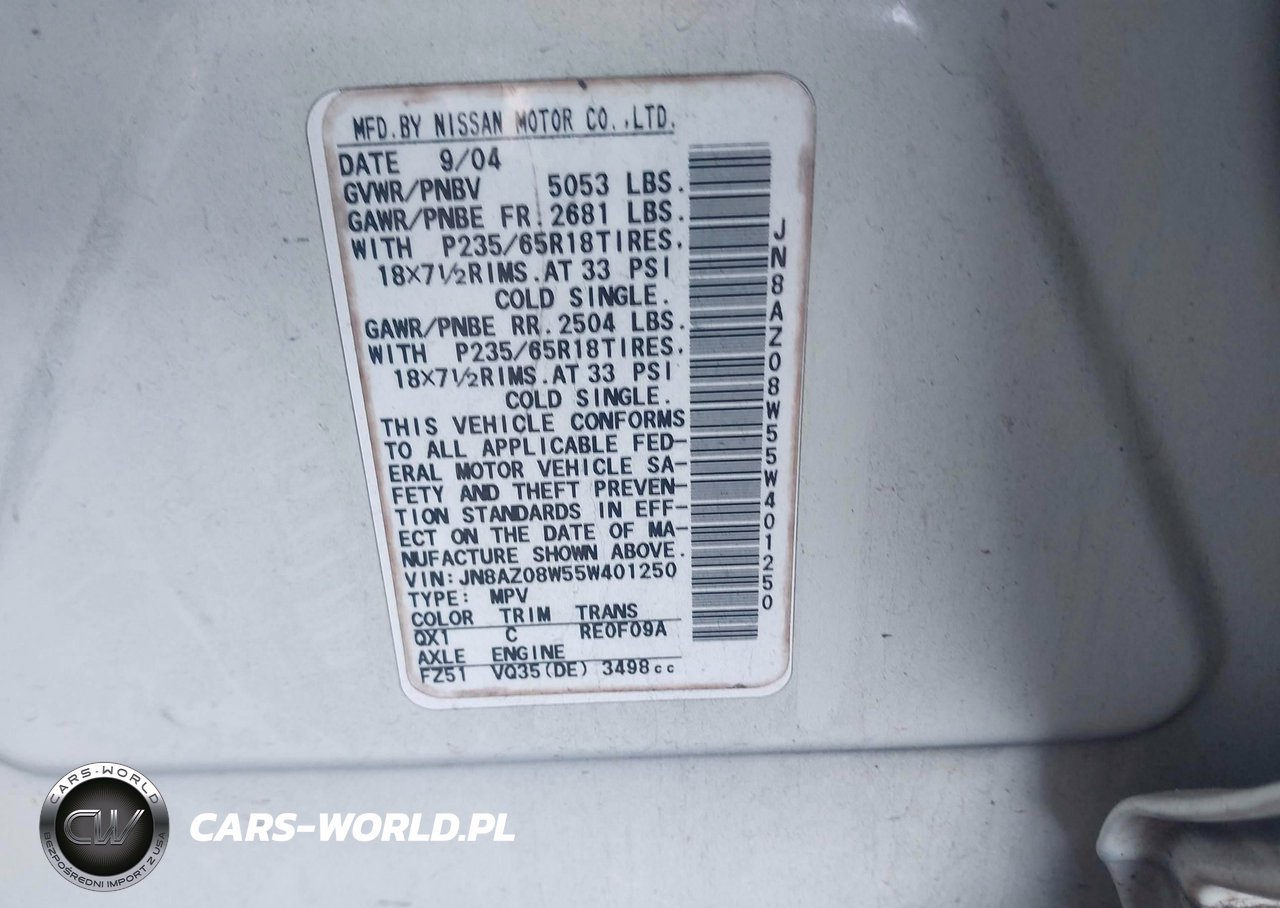 MFD.BY NISSAN MOTOR CO.,LTD.
DATE 9/04
GVWR/PNBV 5053 LBS.
GAWR/PNBE FR.2681 LBS.
WITH P235/65R18TIRES.
18×7½RIMS.AT 33 PSI
COLD SINGLE.
GAWR/PNBE RR.2504 LBS.
WITH P235/65R18TIRES.
18×7½RIMS.AT 33 PSI
COLD SINGLE.
THIS VEHICLE CONFORMS
TO ALL APPLICABLE FED-
ERAL MOTOR VEHICLE SA-
FETY AND THEFT PREVEN-
TION STANDARDS IN EFF-
ECT ON THE DATE OF MA-
NUFACTURE SHOWN ABOVE.
VIN:JN8AZ08W55W401250
TYPE: MPV
COLOR TRIM TRANS
QX1 C RE0F09A
AXLE ENGINE
FZ51 VQ35(DE) 3498cc
JN8AZ08W55W401250
CARS-WORLD
CW
BEZPOŚREDNI IMPORT Z USA
CARS-WORLD.PL